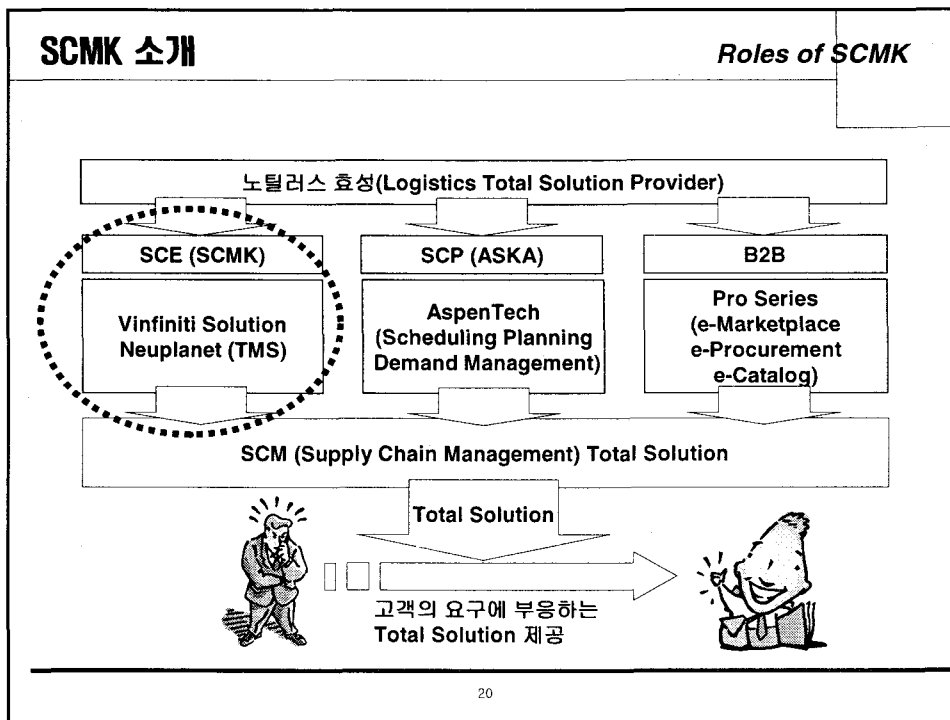 SCMK 소개
Roles of SCMK
노틸러스 효성(Logistics Total Solution Provider)
SCE (SCMK)
SCP (ASKA)
B2B
Vinfiniti Solution
Neuplanet (TMS)
AspenTech
(Scheduling Planning
Demand Management)
Pro Series
(e-Marketplace
e-Procurement
e-Catalog)
SCM (Supply Chain Management) Total Solution
Total Solution
고객의 요구에 부응하는
Total Solution 제공
20